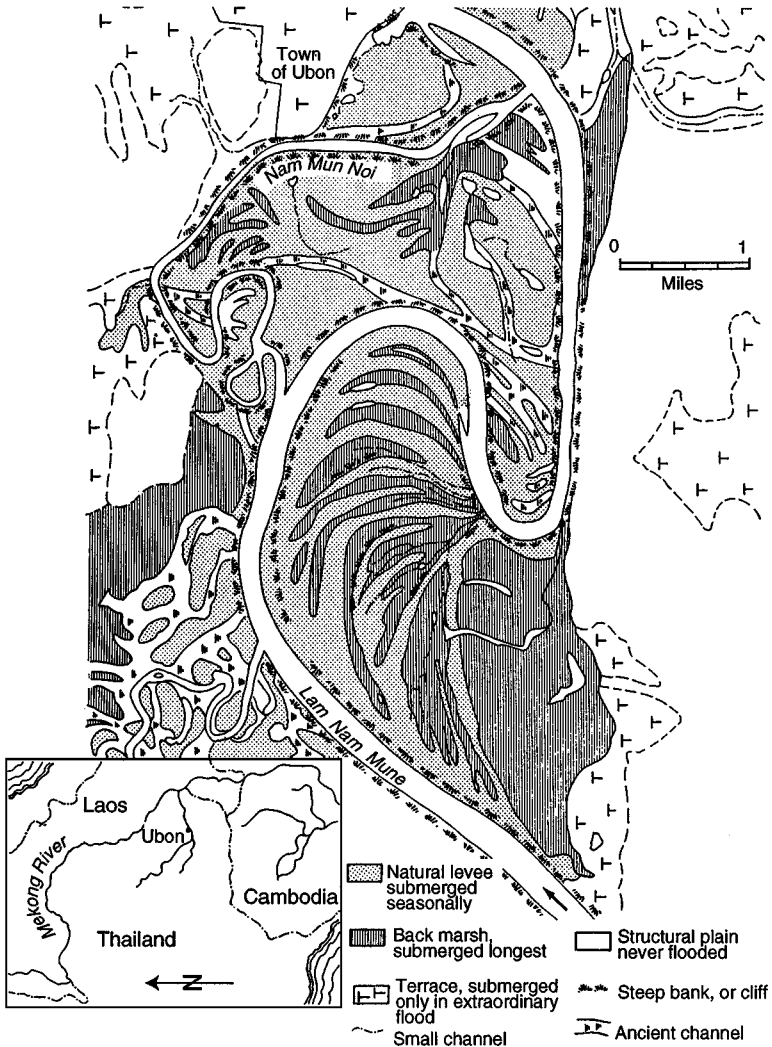 Town
of Ubon
Nam Mun Noi
0
1
Miles
Lam Nam Mune
Laos
Ubon
Mekong River
Cambodia
Thailand
N
Natural levee
submerged
seasonally
Back marsh,
submerged longest
Terrace, submerged
only in extraordinary
flood
Small channel
Structural plain
never flooded
Steep bank, or cliff
Ancient channel